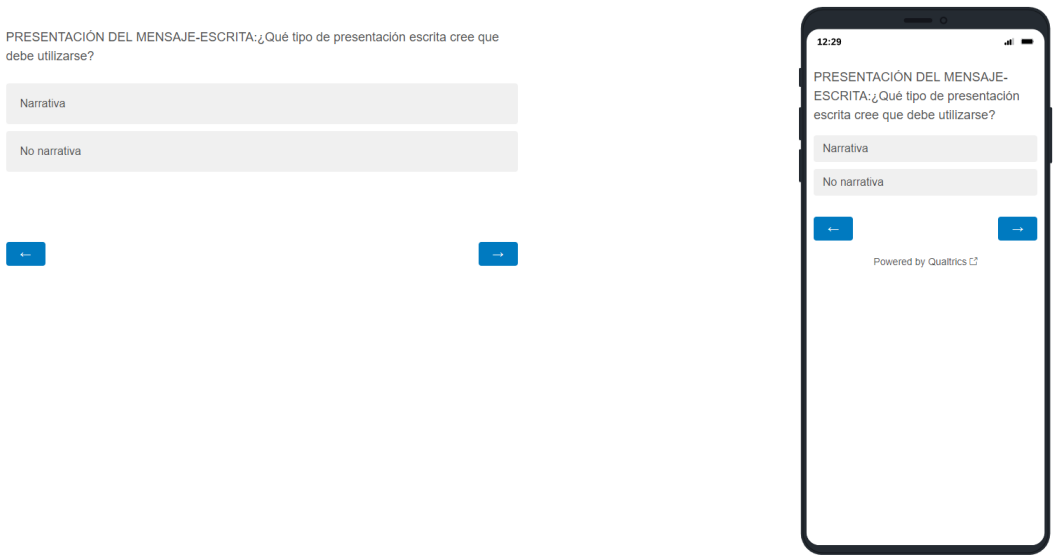 PRESENTACIÓN DEL MENSAJE-ESCRITA:¿Qué tipo de presentación escrita cree que
debe utilizarse?
Narrativa
No narrativa
←
→
12:29
PRESENTACIÓN DEL MENSAJE-
ESCRITA:¿Qué tipo de presentación
escrita cree que debe utilizarse?
Narrativa
No narrativa
←
→
Powered by Qualtrics